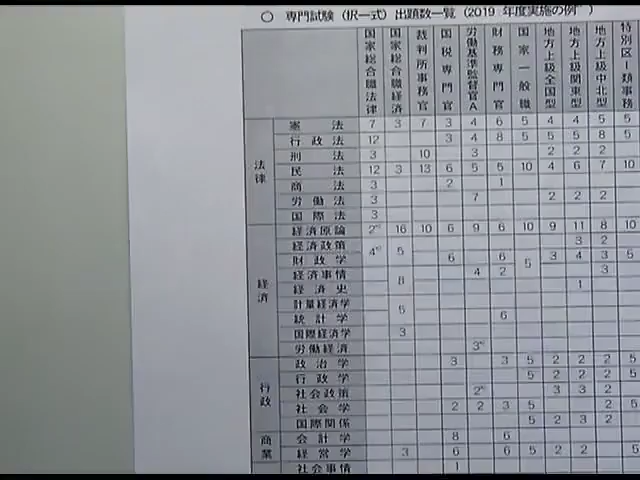 ○ 専門試験（択一式）出題数一覧（2019 年度実施の例）
国家総合職法律 国家総合職経済 裁判所事務官 国税専門官 労働基準監督官A 財務専門官 国家一般職 地方上級全国型 地方上級関東型 地方上級中北型 特別区Ⅰ類事務
法律
憲法 7 3 7 3 4 6 5 4 4 5 5
行政法 12 3 4 8 5 5 5 8 5
刑法 3 10 3 2 2 2
民法 12 3 13 6 5 5 10 4 6 7 10
商法 3 2 1
労働法 3 7 2 2 2
国際法 3
経済
経済原論 2 16 10 6 9 6 10 9 11 8 10
経済政策 4 5 3 2
財政学 6 6 5 3 4 3 5
経済事情 8 4 2 3
経済史 1
計量経済学 5
統計学 6
国際経済学 3
労働経済 3
行政
政治学 3 3 5 2 2 2 5
行政学 5 2 2 2 5
社会政策 2 3 3 2
社会学 2 2 3 5 2 5
国際関係 5 2 3 2
商業
会計学 8 6
経営学 3 6 6 5 2 2 5
社会事情 1